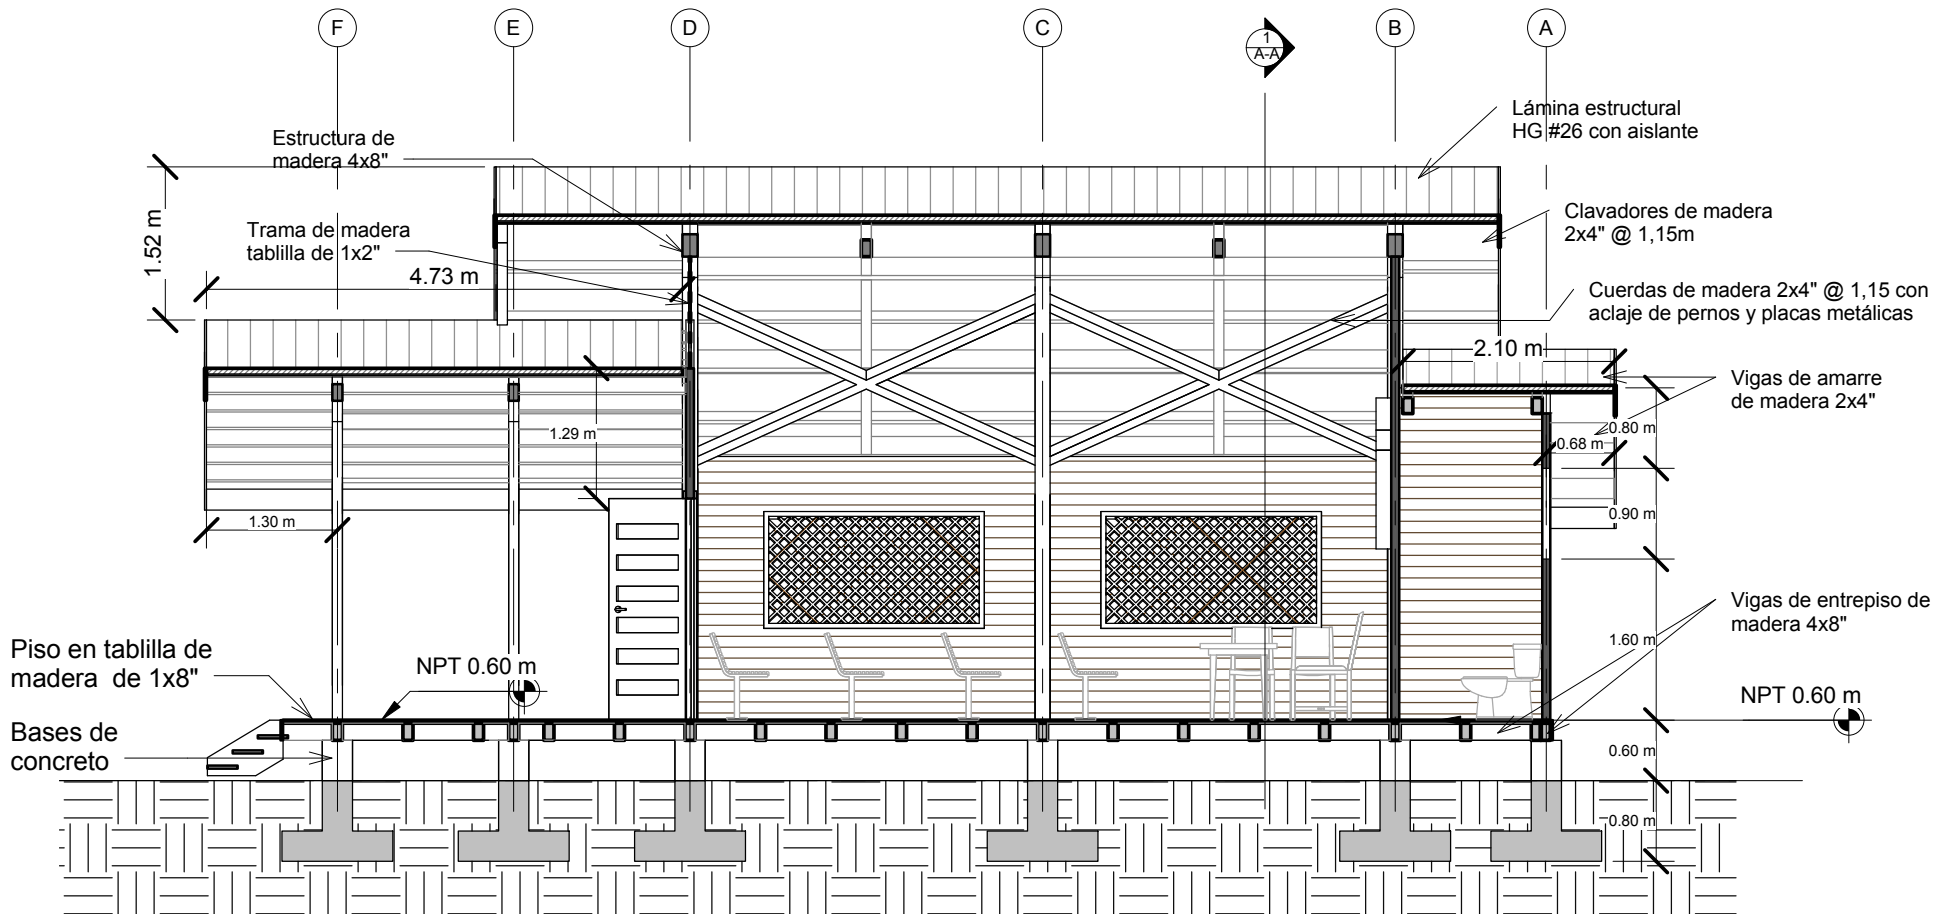 F
E
D
C
1
A-A
B
A
Lámina estructural
HG #26 con aislante
Estructura de
madera 4x8"
Clavadores de madera
2x4" @ 1,15m
1.52 m
Trama de madera
tablilla de 1x2"
4.73 m
Cuerdas de madera 2x4" @ 1,15 con
aclaje de pernos y placas metálicas
2.10 m
Vigas de amarre
de madera 2x4"
1.29 m
0.80 m
0.68 m
1.30 m
0.90 m
Vigas de entrepiso de
madera 4x8"
1.60 m
Piso en tablilla de
madera  de 1x8"
NPT 0.60 m
NPT 0.60 m
Bases de
concreto
0.60 m
0.80 m